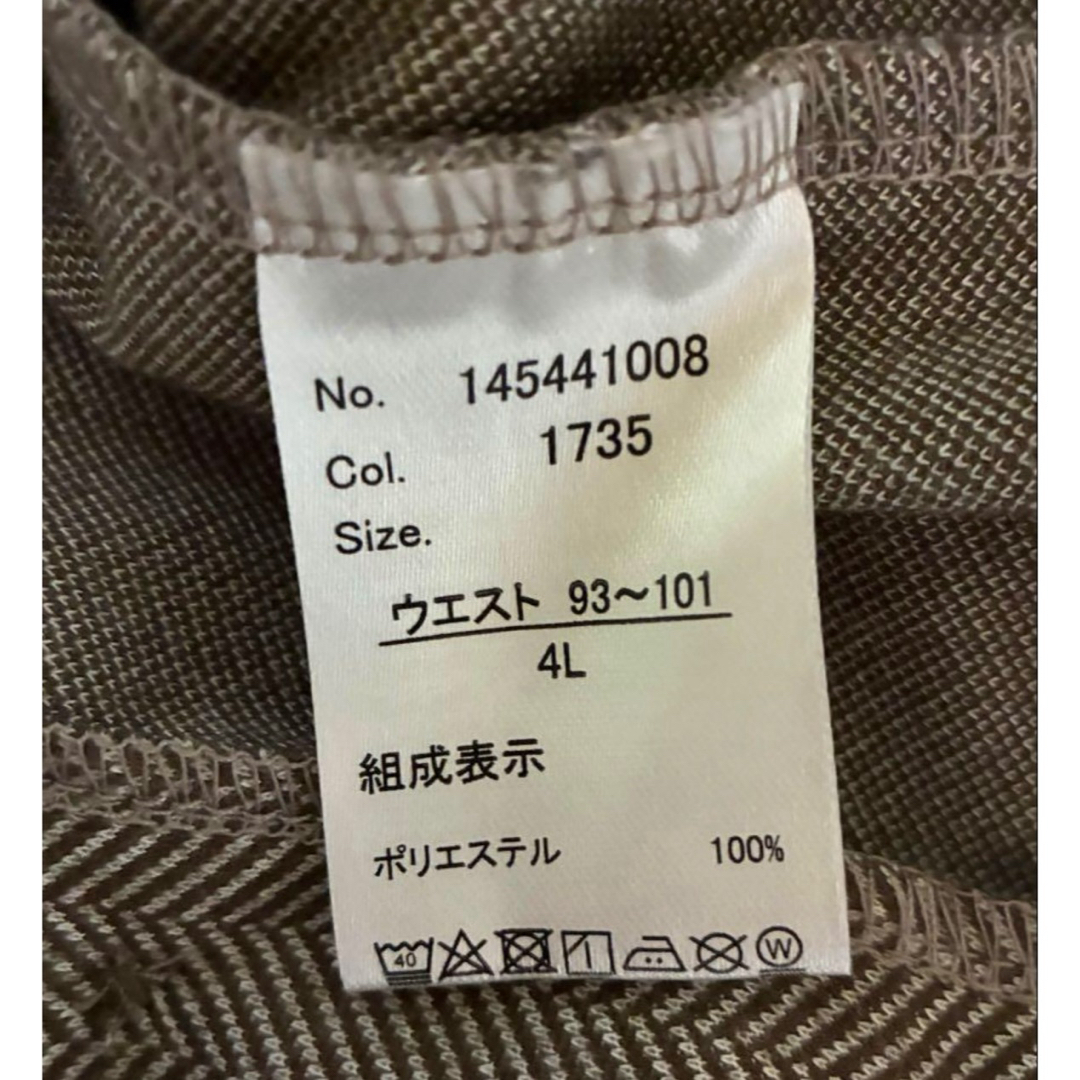 No. 145441008
Col. 1735
Size.
ウエスト 93～101
4L
組成表示
ポリエステル 100%
40 W